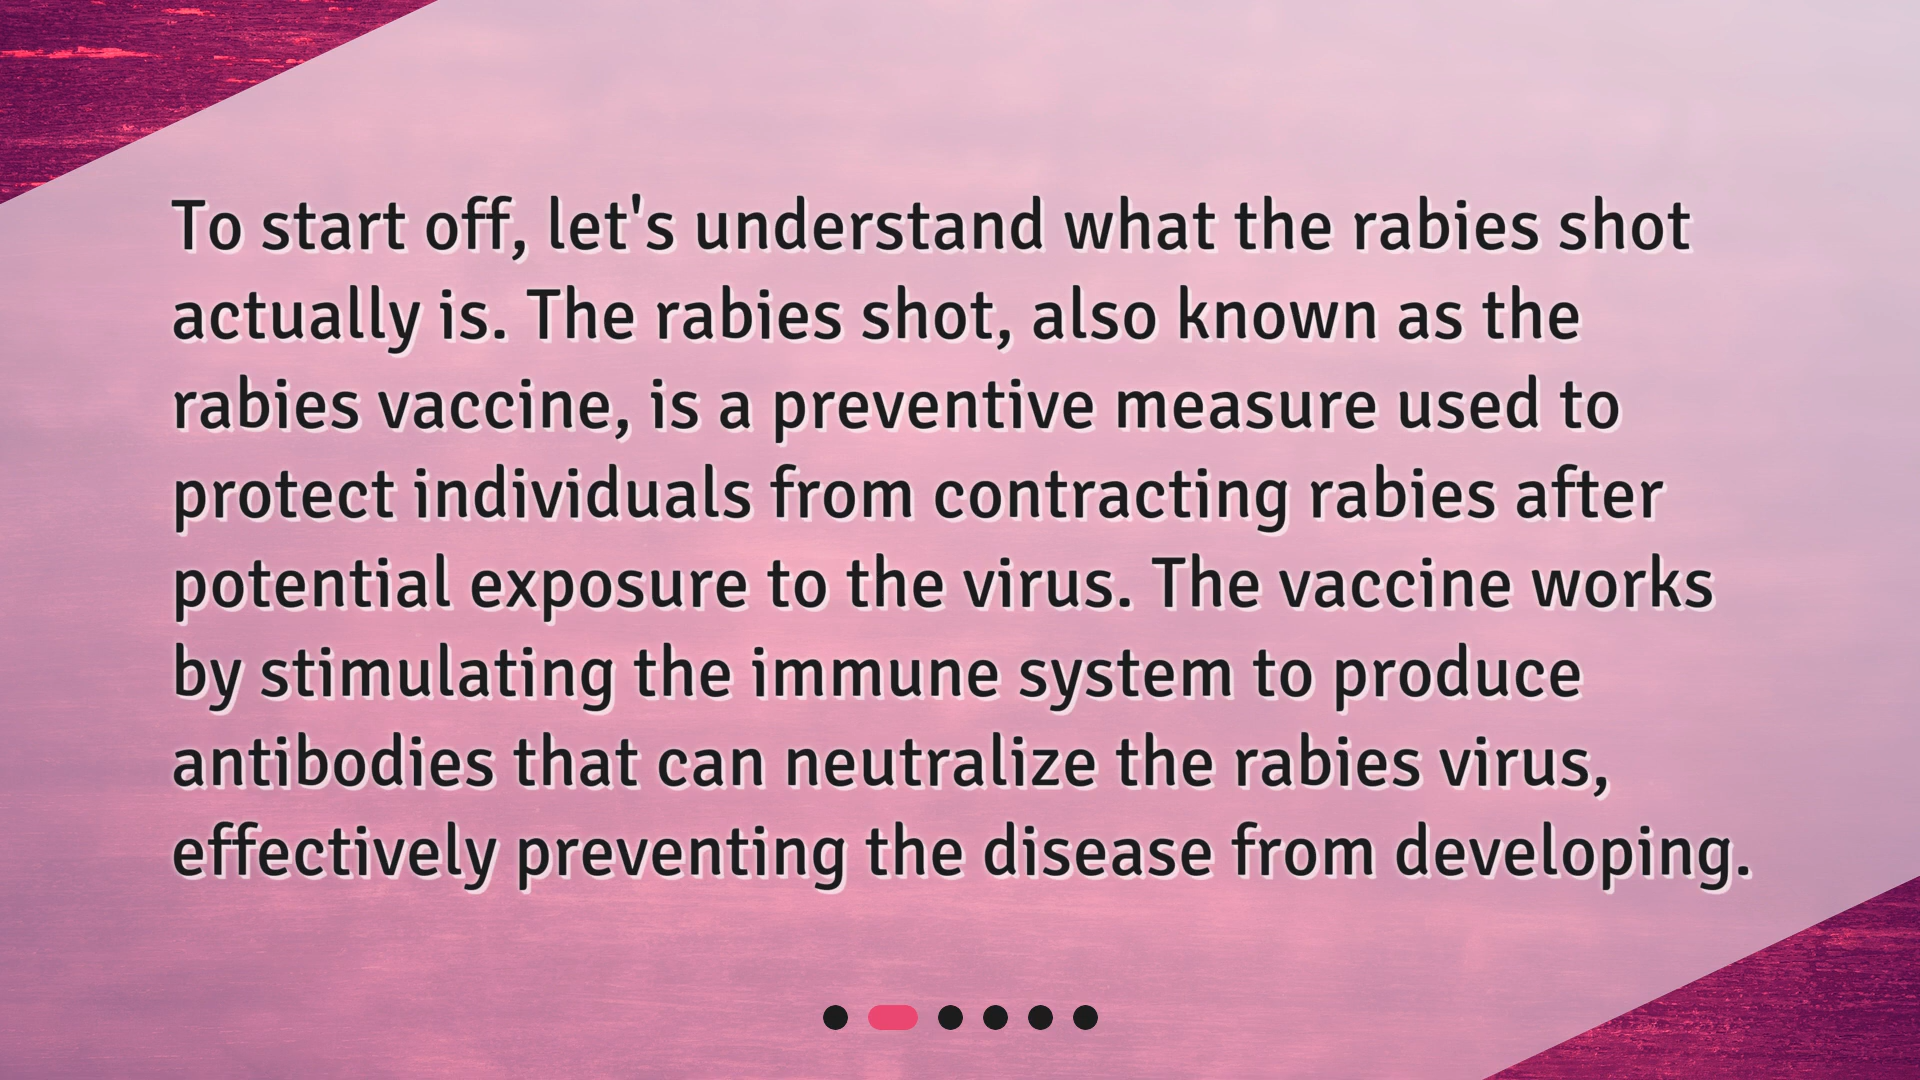 To start off, let's understand what the rabies shot
actually is. The rabies shot, also known as the
rabies vaccine, is a preventive measure used to
protect individuals from contracting rabies after
potential exposure to the virus. The vaccine works
by stimulating the immune system to produce
antibodies that can neutralize the rabies virus,
effectively preventing the disease from developing.